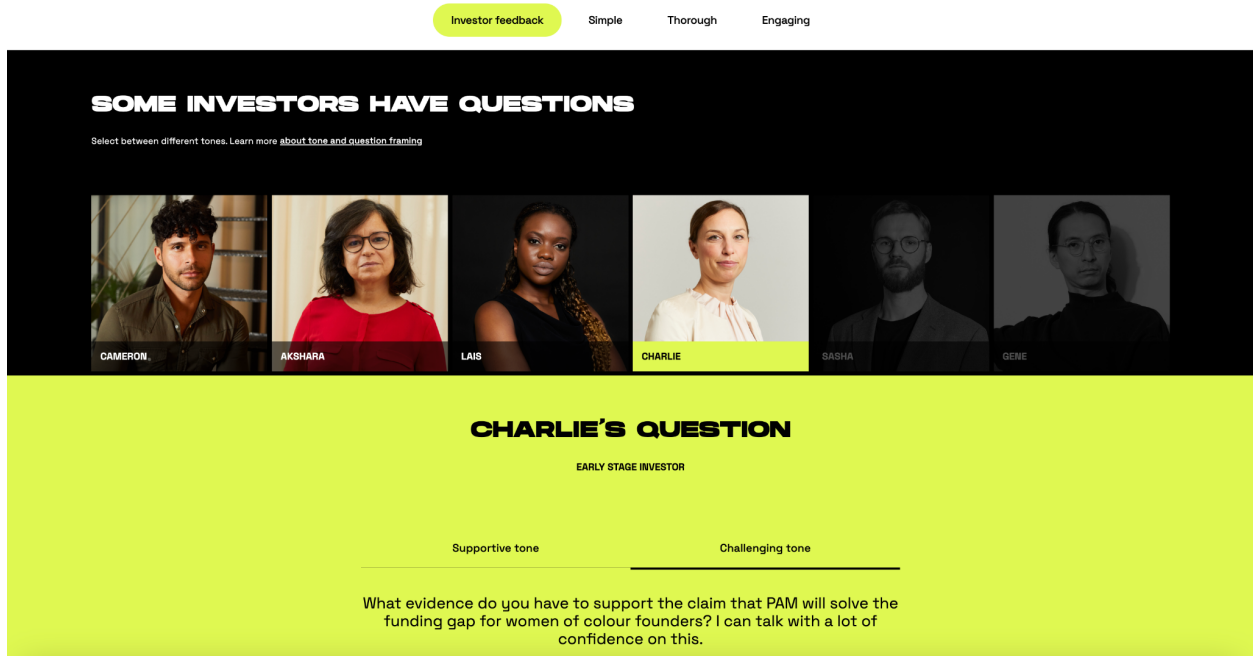 Investor feedback Simple Thorough Engaging
SOME INVESTORS HAVE QUESTIONS
Select between different tones. Learn more about tone and question framing
CAMERON AKSHARA LAIS CHARLIE SASHA GENE
CHARLIE'S QUESTION
EARLY STAGE INVESTOR
Supportive tone Challenging tone
What evidence do you have to support the claim that PAM will solve the
funding gap for women of colour founders? I can talk with a lot of
confidence on this.